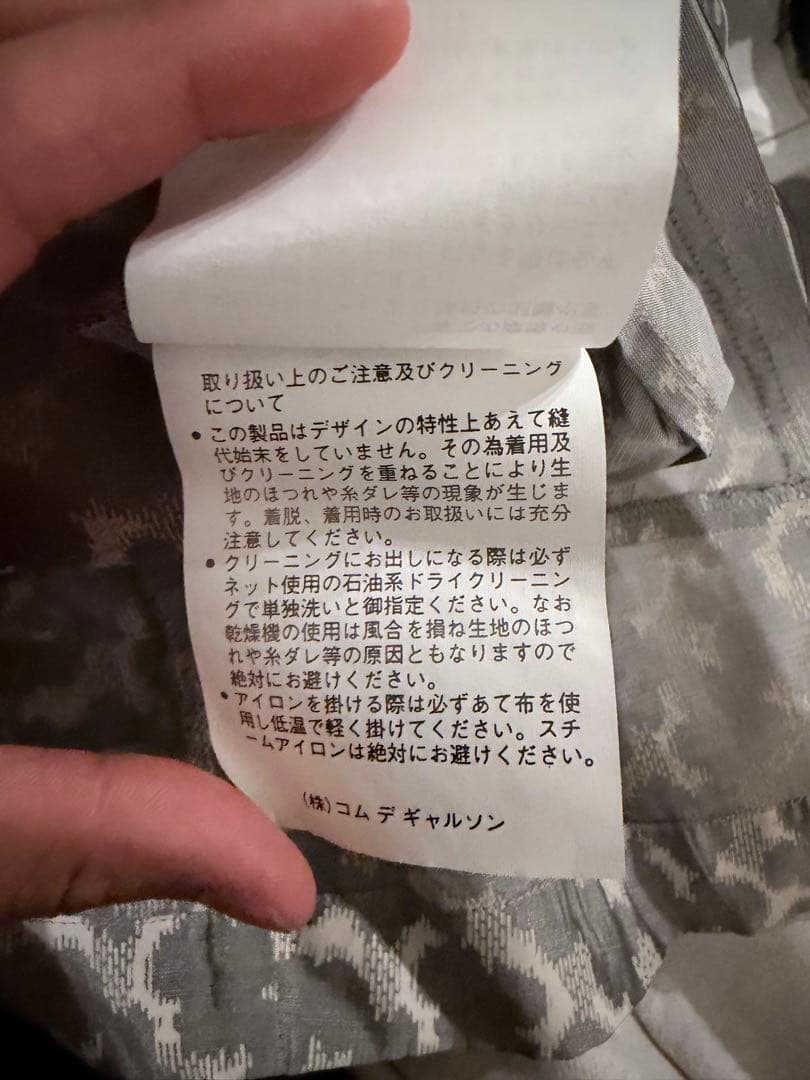 取り扱い上のご注意及びクリーニング
について
• この製品はデザインの特性上あえて縫
代始末をしていません。その為着用及
びクリーニングを重ねることにより生
地のほつれや糸ダレ等の現象が生じま
す。着脱、着用時のお取扱いには充分
注意してください。
• クリーニングにお出しになる際は必ず
ネット使用の石油系ドライクリーニン
グで単独洗いと御指定ください。なお
乾燥機の使用は風合を損ね生地のほつ
れや糸ダレ等の原因ともなりますので
絶対にお避けください。
• アイロンを掛ける際は必ずあて布を使
用し低温で軽く掛けてください。スチ
ームアイロンは絶対にお避けください。
(株)コム デ ギャルソン